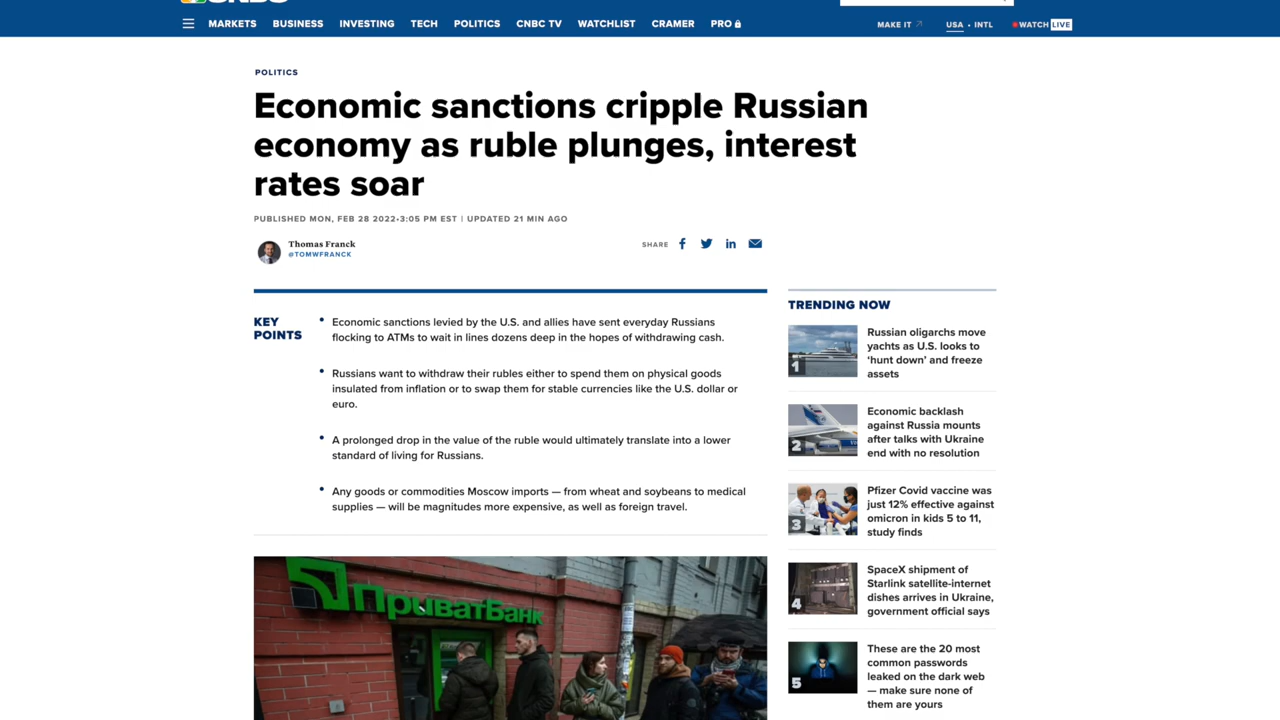 CNBC
MARKETS BUSINESS INVESTING TECH POLITICS CNBC TV WATCHLIST CRAMER PRO
MAKE IT USA • INTL WATCH LIVE
POLITICS
Economic sanctions cripple Russian
economy as ruble plunges, interest
rates soar
PUBLISHED MON, FEB 28 2022•3:05 PM EST | UPDATED 21 MIN AGO
Thomas Franck
@TOMWFRANCK
SHARE
KEY
POINTS
• Economic sanctions levied by the U.S. and allies have sent everyday Russians
flocking to ATMs to wait in lines dozens deep in the hopes of withdrawing cash.
• Russians want to withdraw their rubles either to spend them on physical goods
insulated from inflation or to swap them for stable currencies like the U.S. dollar or
euro.
• A prolonged drop in the value of the ruble would ultimately translate into a lower
standard of living for Russians.
• Any goods or commodities Moscow imports — from wheat and soybeans to medical
supplies — will be magnitudes more expensive, as well as foreign travel.
ПриватБанк
TRENDING NOW
1
Russian oligarchs move
yachts as U.S. looks to
‘hunt down’ and freeze
assets
2
Economic backlash
against Russia mounts
after talks with Ukraine
end with no resolution
3
Pfizer Covid vaccine was
just 12% effective against
omicron in kids 5 to 11,
study finds
4
SpaceX shipment of
Starlink satellite-internet
dishes arrives in Ukraine,
government official says
5
These are the 20 most
common passwords
leaked on the dark web
— make sure none of
them are yours